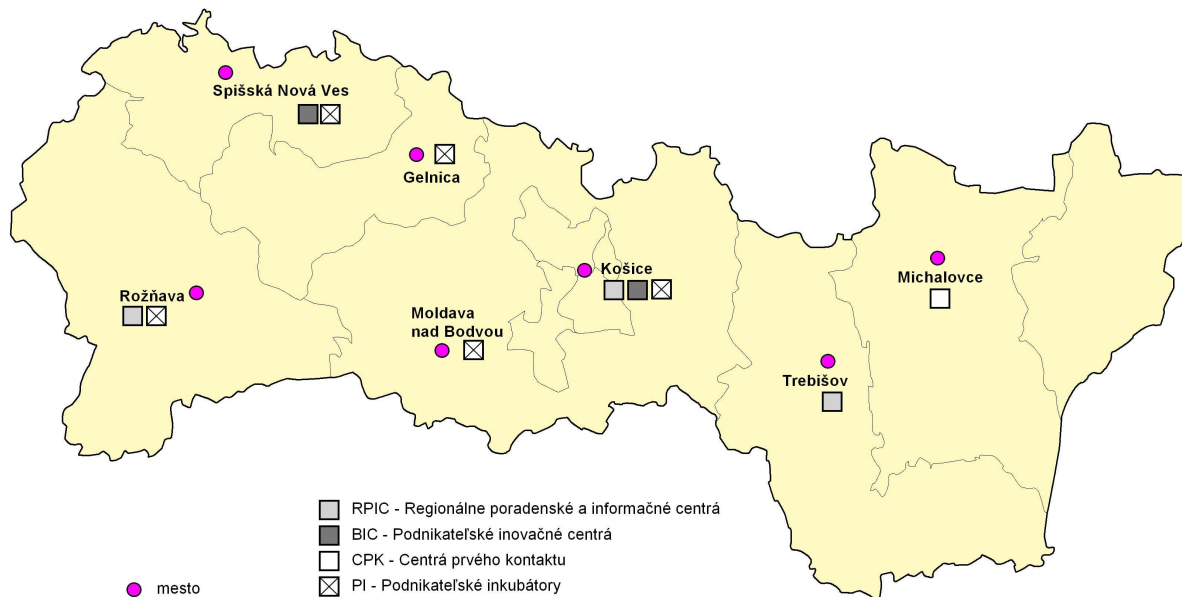 Spišská Nová Ves
Gelnica
Košice
Michalovce
Rožňava
Moldava
nad Bodvou
Trebišov
RPIC - Regionálne poradenské a informačné centrá
BIC - Podnikateľské inovačné centrá
CPK - Centrá prvého kontaktu
PI - Podnikateľské inkubátory
mesto